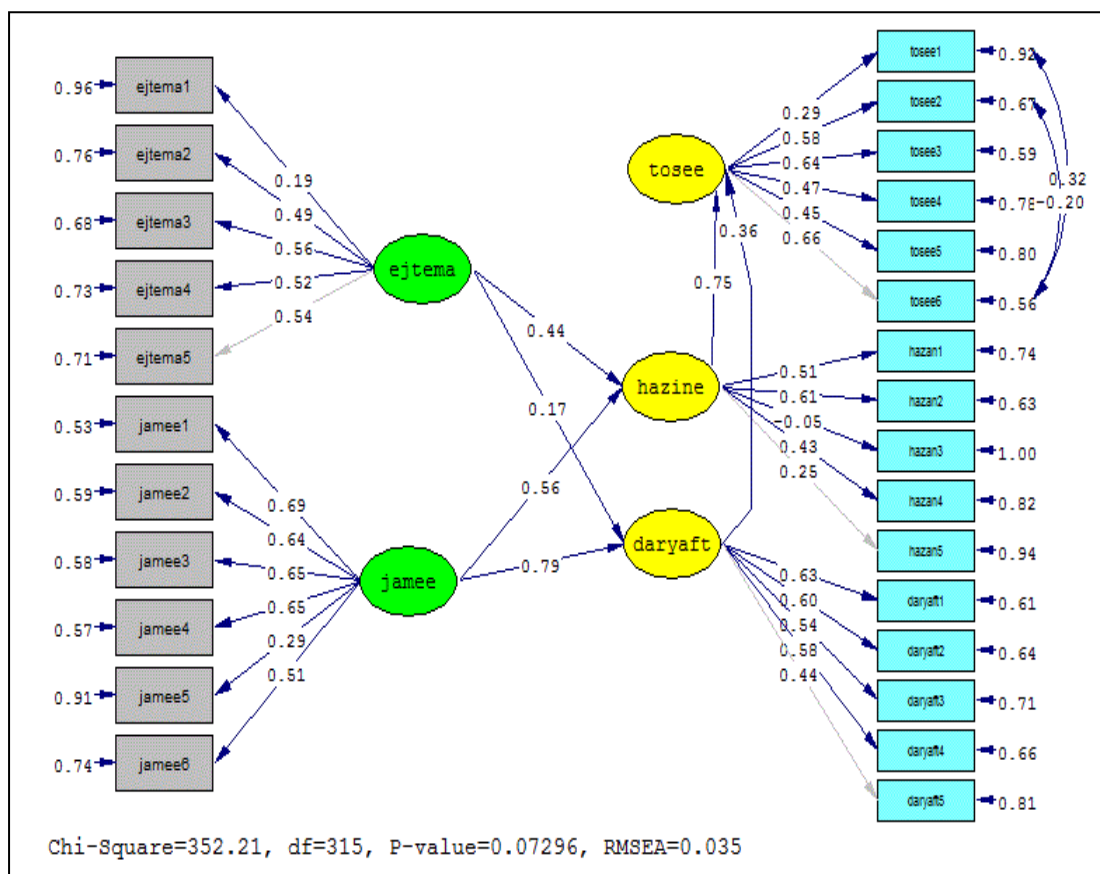 0.96 ejtema1
0.76 ejtema2
0.68 ejtema3
0.73 ejtema4
0.71 ejtema5
0.53 jamee1
0.59 jamee2
0.58 jamee3
0.57 jamee4
0.91 jamee5
0.74 jamee6
0.19
0.49
0.56
0.52
0.54
0.69
0.64
0.65
0.65
0.29
0.51
ejtema
jamee
0.44
0.17
0.56
0.79
tosee
hazine
daryaft
0.36
0.75
0.29
0.58
0.64
0.47
0.45
0.66
0.51
0.61
-0.05
0.43
0.25
0.63
0.60
0.54
0.58
0.44
tosee1 0.92
tosee2 0.67
tosee3 0.59
tosee4 0.78
tosee5 0.80
tosee6 0.56
hazan1 0.74
hazan2 0.63
hazan3 1.00
hazan4 0.82
hazan5 0.94
daryaft1 0.61
daryaft2 0.64
daryaft3 0.71
daryaft4 0.66
daryaft5 0.81
0.32
-0.20
Chi-Square=352.21, df=315, P-value=0.07296, RMSEA=0.035